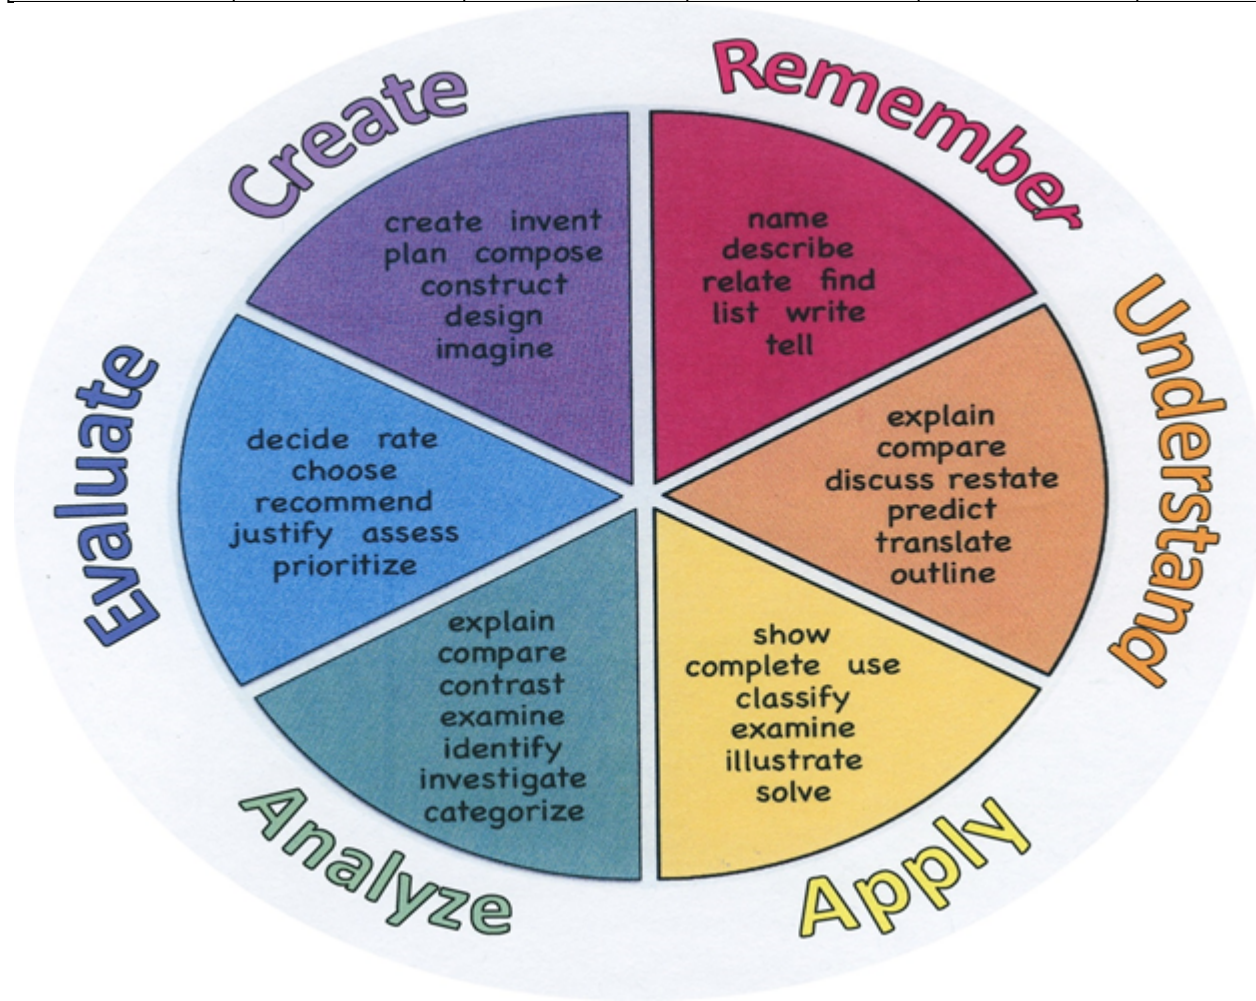 Remember
name
describe
relate find
list write
tell
Understand
explain
compare
discuss restate
predict
translate
outline
Apply
show
complete use
classify
examine
illustrate
solve
Analyze
explain
compare
contrast
examine
identify
investigate
categorize
Evaluate
decide rate
choose
recommend
justify assess
prioritize
Create
create invent
plan compose
construct
design
imagine